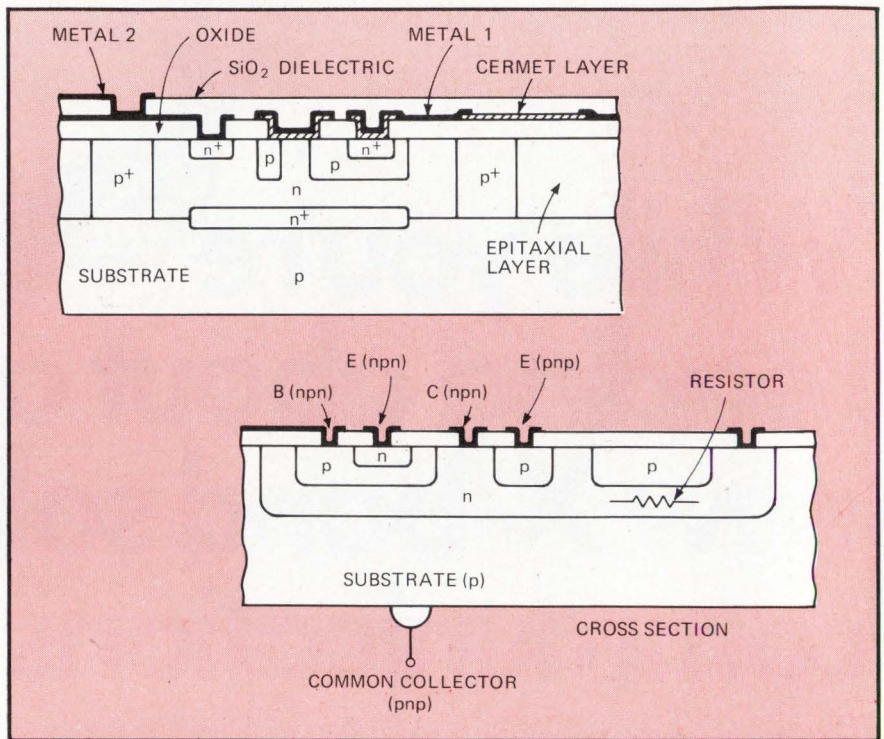 METAL 2
OXIDE
METAL 1
SiO₂ DIELECTRIC
CERMET LAYER
n+
n+
p
p
p+
p+
n
n+
EPITAXIAL
LAYER
SUBSTRATE
p
E (npn)
E (pnp)
B (npn)
C (npn)
RESISTOR
n
p
p
p
n
SUBSTRATE (p)
CROSS SECTION
COMMON COLLECTOR
(pnp)